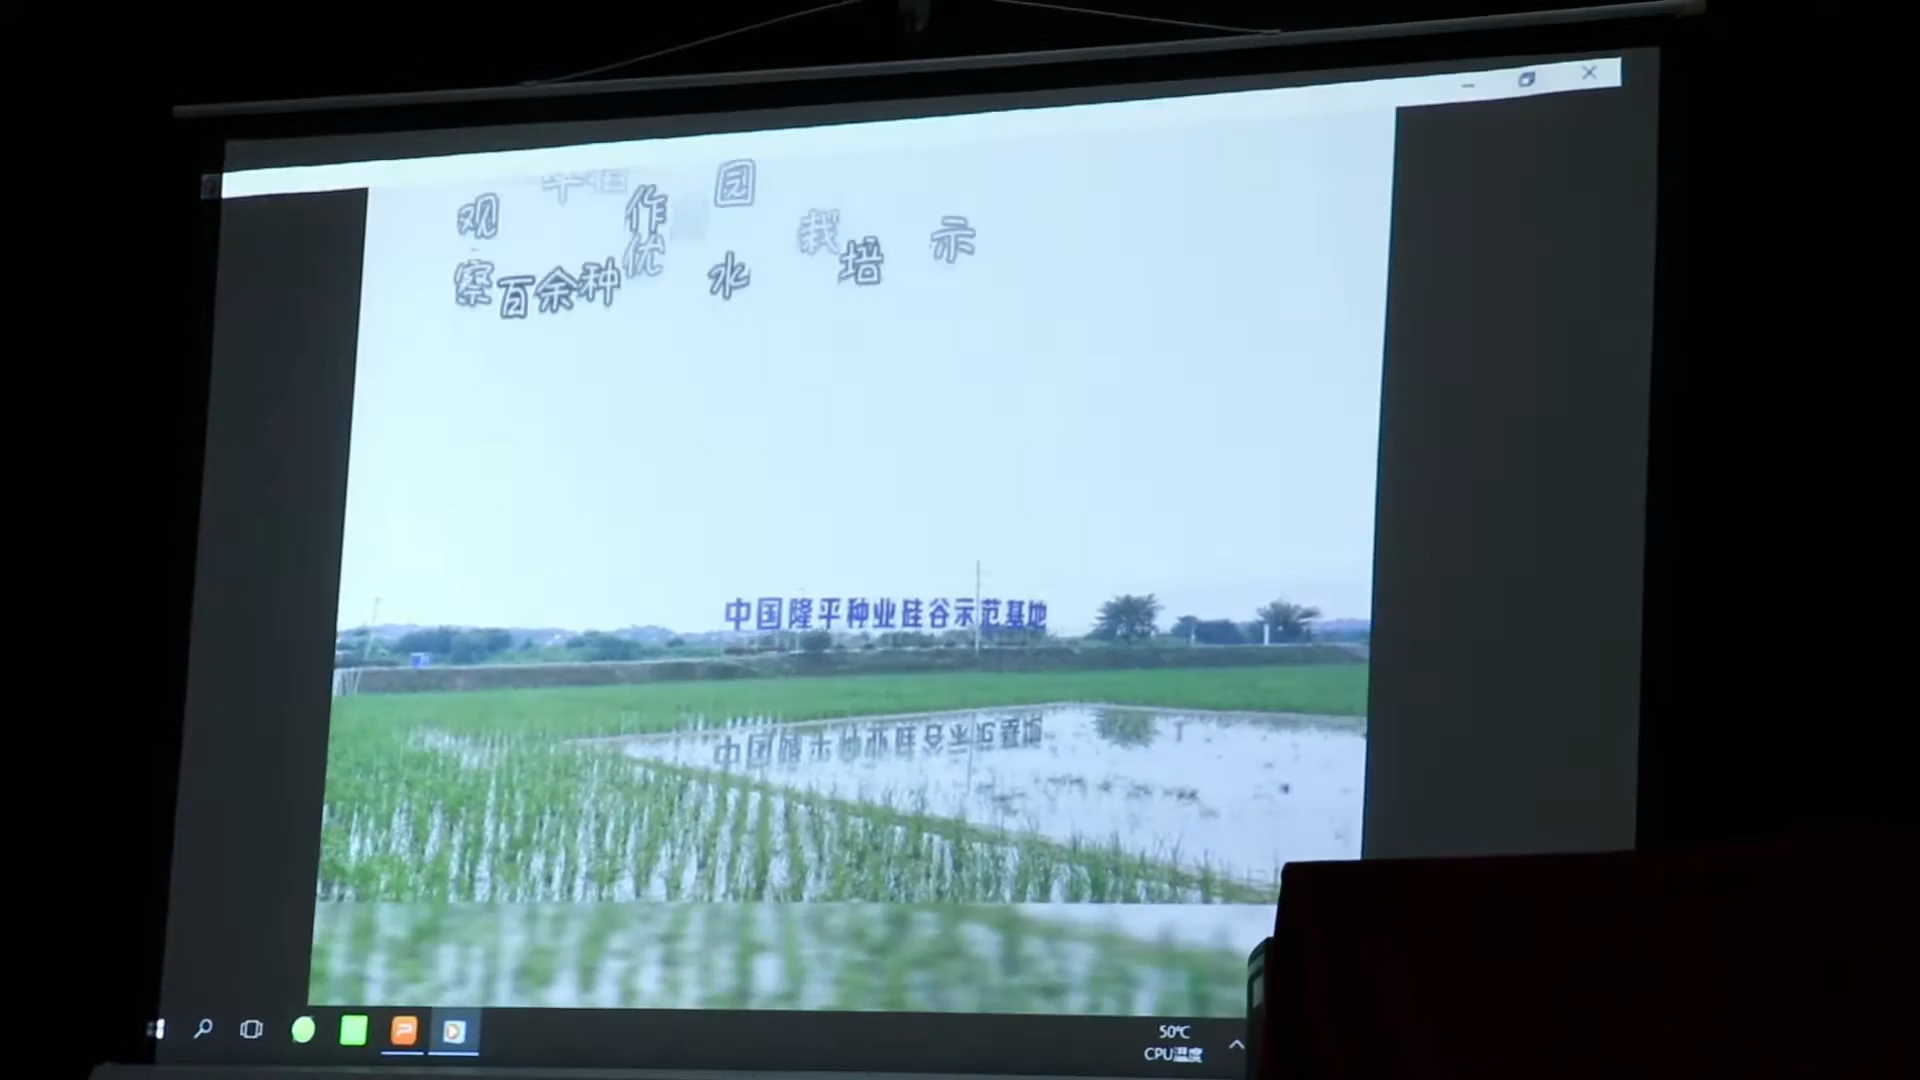 观 作 园
优 栽 示
察百余种 水 培
中国隆平种业硅谷示范基地
50℃
CPU温度